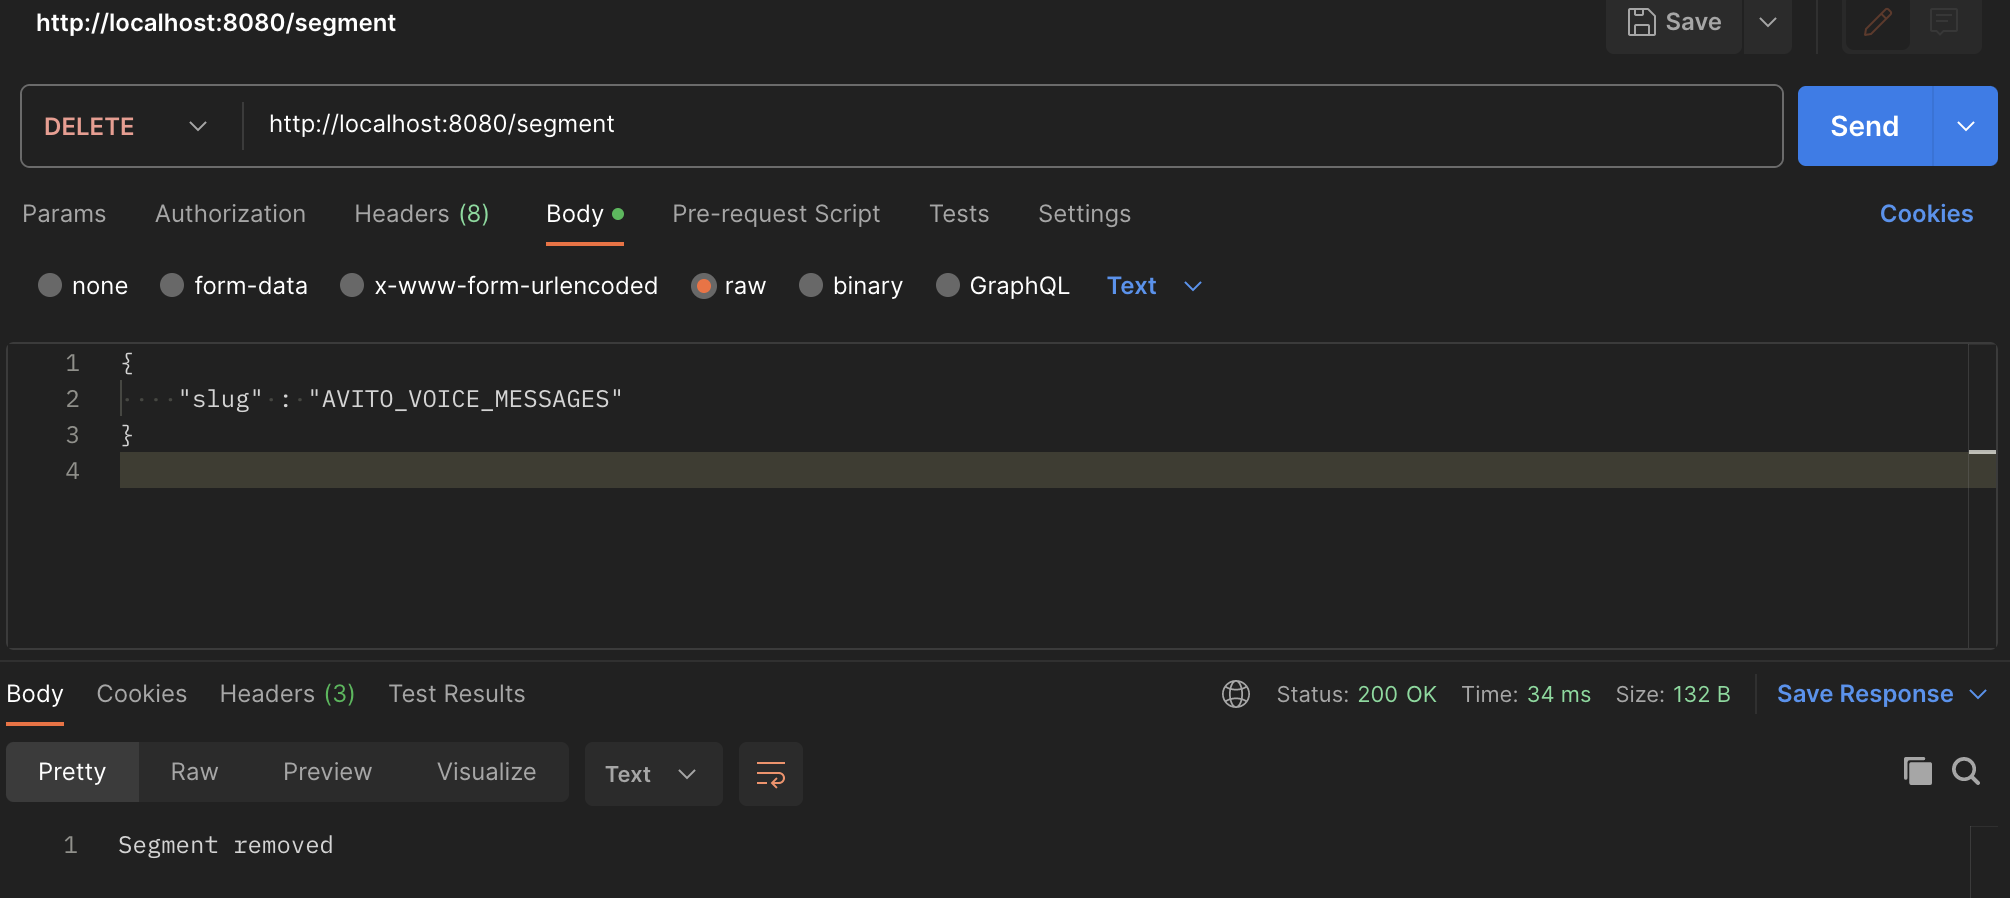 http://localhost:8080/segment
Save
DELETE http://localhost:8080/segment Send
Params Authorization Headers (8) Body Pre-request Script Tests Settings Cookies
none form-data x-www-form-urlencoded raw binary GraphQL Text
1 {
2 "slug" : "AVITO_VOICE_MESSAGES"
3 }
4
Body Cookies Headers (3) Test Results Status: 200 OK Time: 34 ms Size: 132 B Save Response
Pretty Raw Preview Visualize Text
1 Segment removed